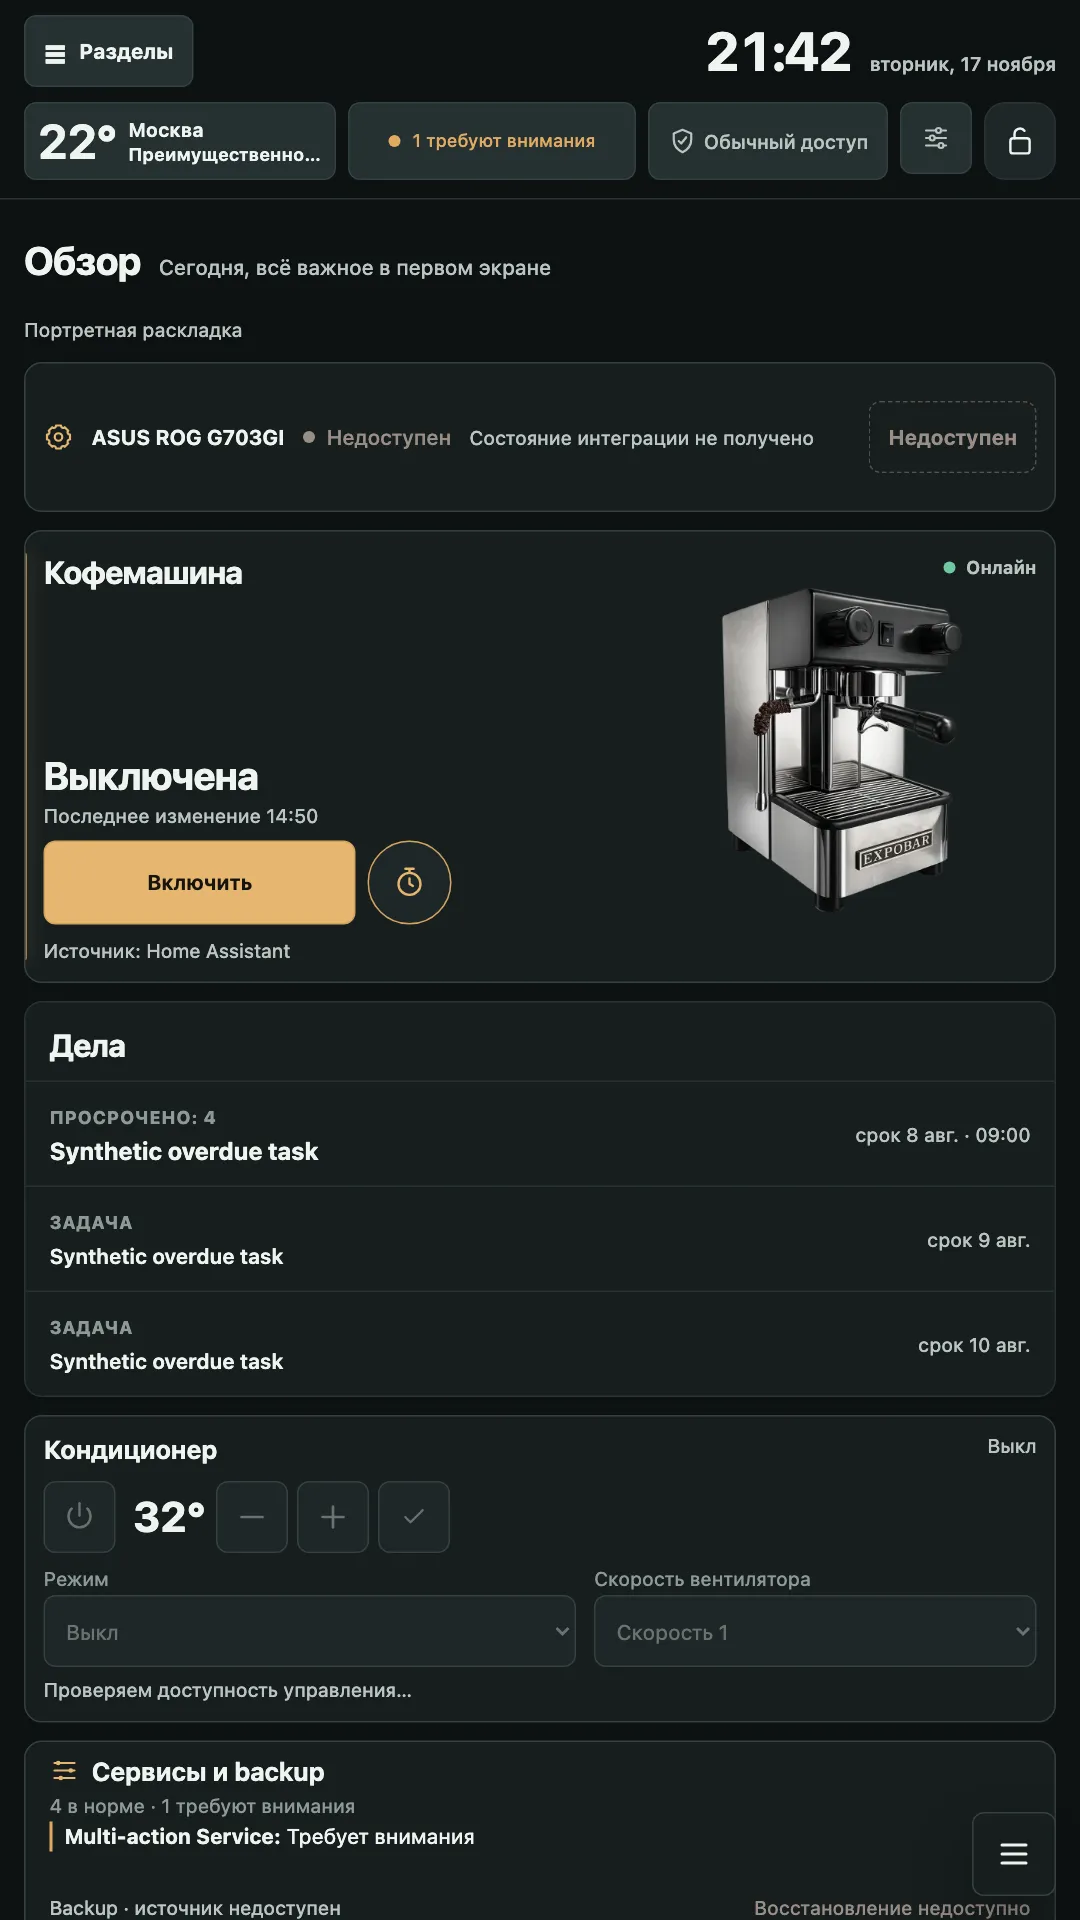 Разделы
21:42 вторник, 17 ноября
22° Москва
Преимущественно...
1 требуют внимания
Обычный доступ
Обзор Сегодня, всё важное в первом экране
Портретная раскладка
ASUS ROG G703GI Недоступен Состояние интеграции не получено Недоступен
Кофемашина
Онлайн
EXPOBAR
Выключена
Последнее изменение 14:50
Включить
Источник: Home Assistant
Дела
ПРОСРОЧЕНО: 4
Synthetic overdue task
срок 8 авг. · 09:00
ЗАДАЧА
Synthetic overdue task
срок 9 авг.
ЗАДАЧА
Synthetic overdue task
срок 10 авг.
Кондиционер
Выкл
32°
Режим
Выкл
Скорость вентилятора
Скорость 1
Проверяем доступность управления...
Сервисы и backup
4 в норме · 1 требуют внимания
Multi-action Service: Требует внимания
Backup · источник недоступен
Восстановление недоступно